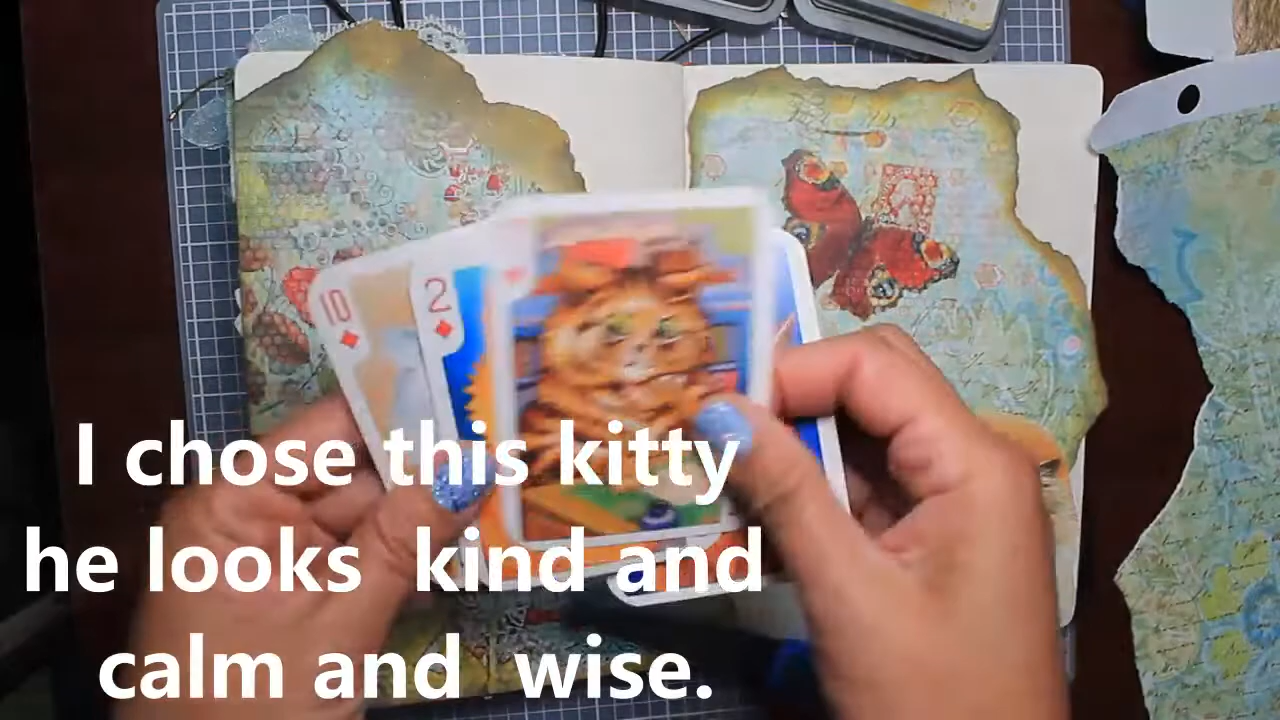 10
2
I chose this kitty
he looks kind and
calm and wise.